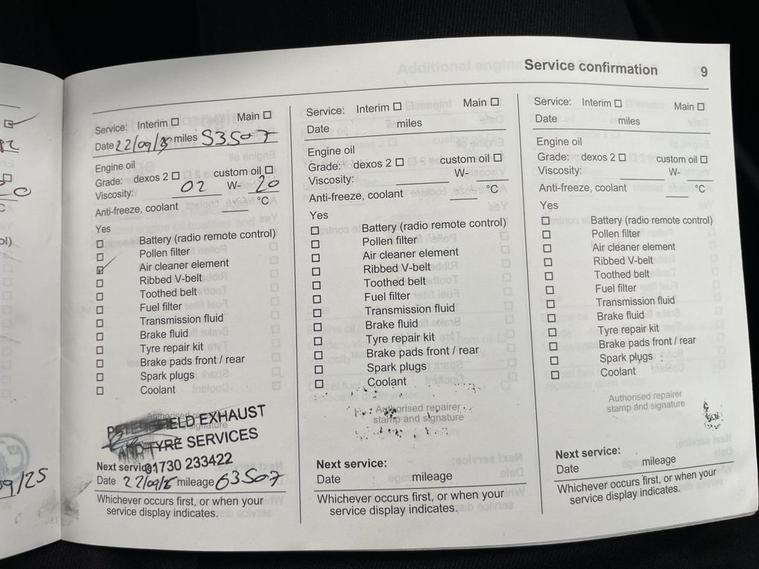 Service confirmation 9
Service: Interim ☐ Main ☐
Date 22/09/ miles 53507
Engine oil
Grade: dexos 2 ☐ custom oil ☐
Viscosity: 02 W- 20
Anti-freeze, coolant °C
Yes
☐ Battery (radio remote control)
☐ Pollen filter
☑ Air cleaner element
☐ Ribbed V-belt
☐ Toothed belt
☐ Fuel filter
☐ Transmission fluid
☐ Brake fluid
☐ Tyre repair kit
☐ Brake pads front / rear
☐ Spark plugs
☐ Coolant
PETERSFIELD EXHAUST
AND TYRE SERVICES
01730 233422
Next service:
Date 22/09/ mileage 63507
Whichever occurs first, or when your
service display indicates.
Service: Interim ☐ Main ☐
Date miles
Engine oil
Grade: dexos 2 ☐ custom oil ☐
Viscosity: W-
Anti-freeze, coolant °C
Yes
☐ Battery (radio remote control)
☐ Pollen filter
☐ Air cleaner element
☐ Ribbed V-belt
☐ Toothed belt
☐ Fuel filter
☐ Transmission fluid
☐ Brake fluid
☐ Tyre repair kit
☐ Brake pads front / rear
☐ Spark plugs
☐ Coolant
Authorised repairer
stamp and signature
Next service:
Date mileage
Whichever occurs first, or when your
service display indicates.
Service: Interim ☐ Main ☐
Date miles
Engine oil
Grade: dexos 2 ☐ custom oil ☐
Viscosity: W-
Anti-freeze, coolant °C
Yes
☐ Battery (radio remote control)
☐ Pollen filter
☐ Air cleaner element
☐ Ribbed V-belt
☐ Toothed belt
☐ Fuel filter
☐ Transmission fluid
☐ Brake fluid
☐ Tyre repair kit
☐ Brake pads front / rear
☐ Spark plugs
☐ Coolant
Authorised repairer
stamp and signature
Next service:
Date mileage
Whichever occurs first, or when your
service display indicates.